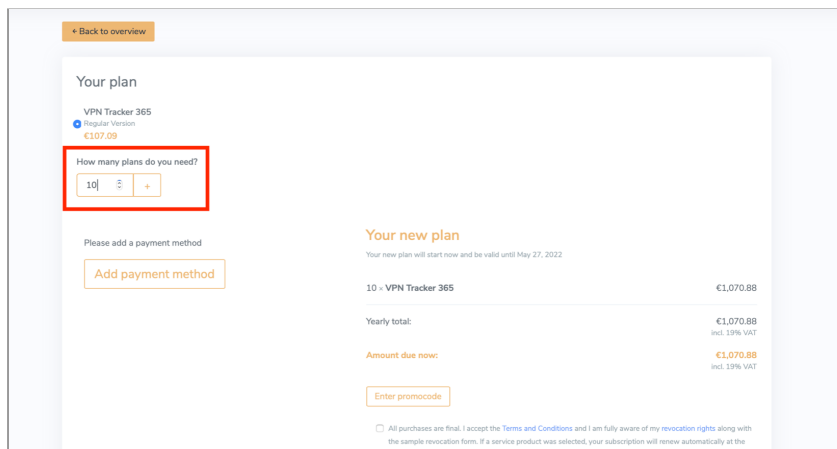 ← Back to overview
Your plan
VPN Tracker 365
Regular Version
€107.09
How many plans do you need?
10 +
Please add a payment method
Add payment method
Your new plan
Your new plan will start now and be valid until May 27, 2022
10 × VPN Tracker 365 €1,070.88
Yearly total: €1,070.88
incl. 19% VAT
Amount due now: €1,070.88
incl. 19% VAT
Enter promocode
All purchases are final. I accept the Terms and Conditions and I am fully aware of my revocation rights along with
the sample revocation form. If a service product was selected, your subscription will renew automatically at the